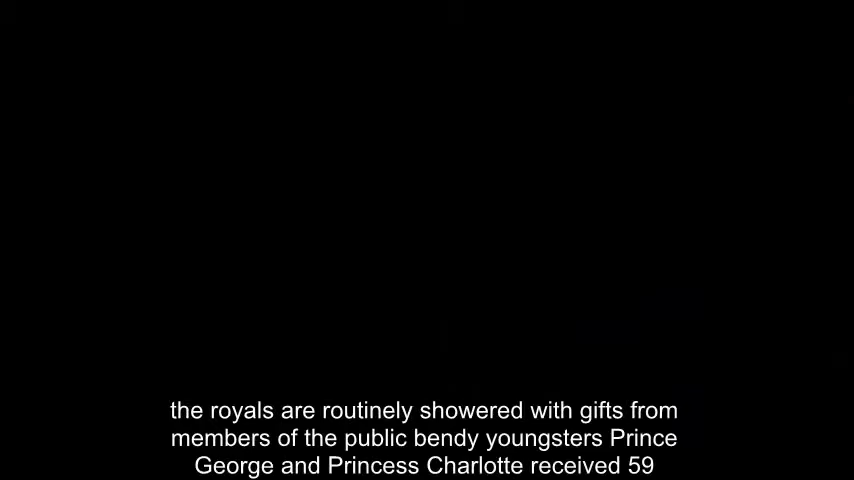 the royals are routinely showered with gifts from
members of the public bendy youngsters Prince
George and Princess Charlotte received 59